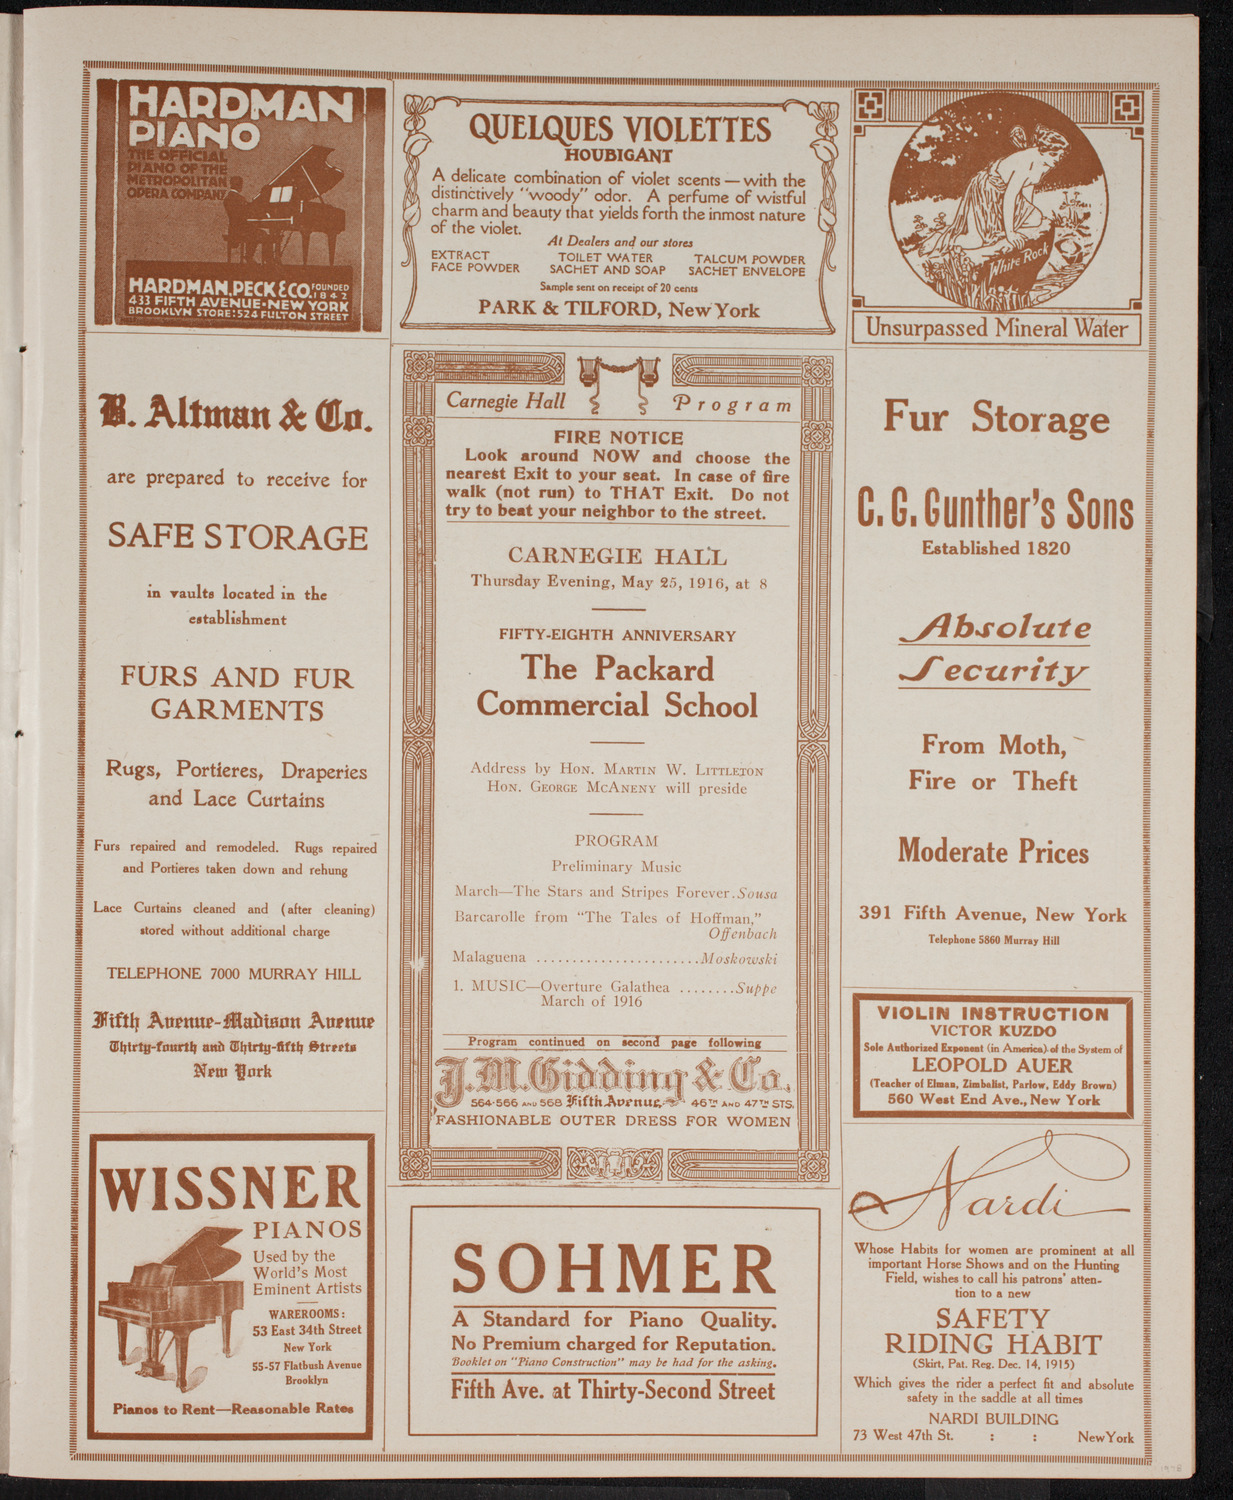 HARDMAN
PIANO
THE OFFICIAL
PIANO OF THE
METROPOLITAN
OPERA COMPANY
HARDMAN, PECK & CO. FOUNDED 1842
433 FIFTH AVENUE·NEW YORK
BROOKLYN STORE:524 FULTON STREET
QUELQUES VIOLETTES
HOUBIGANT
A delicate combination of violet scents—with the
distinctively "woody" odor. A perfume of wistful
charm and beauty that yields forth the inmost nature
of the violet.
At Dealers and our stores
EXTRACT TOILET WATER TALCUM POWDER
FACE POWDER SACHET AND SOAP SACHET ENVELOPE
Sample sent on receipt of 20 cents
PARK & TILFORD, New York
White Rock
Unsurpassed Mineral Water
B. Altman & Co.
are prepared to receive for
SAFE STORAGE
in vaults located in the
establishment
FURS AND FUR
GARMENTS
Rugs, Portieres, Draperies
and Lace Curtains
Furs repaired and remodeled. Rugs repaired
and Portieres taken down and rehung
Lace Curtains cleaned and (after cleaning)
stored without additional charge
TELEPHONE 7000 MURRAY HILL
Fifth Avenue-Madison Avenue
Thirty-fourth and Thirty-fifth Streets
New York
WISSNER
PIANOS
Used by the
World's Most
Eminent Artists
WAREROOMS:
53 East 34th Street
New York
55-57 Flatbush Avenue
Brooklyn
Pianos to Rent—Reasonable Rates
Carnegie Hall Program
FIRE NOTICE
Look around NOW and choose the
nearest Exit to your seat. In case of fire
walk (not run) to THAT Exit. Do not
try to beat your neighbor to the street.
CARNEGIE HALL
Thursday Evening, May 25, 1916, at 8
FIFTY-EIGHTH ANNIVERSARY
The Packard
Commercial School
Address by HON. MARTIN W. LITTLETON
HON. GEORGE MCANENY will preside
PROGRAM
Preliminary Music
March—The Stars and Stripes Forever. Sousa
Barcarolle from "The Tales of Hoffman,"
Offenbach
Malaguena ......................Moskowski
1. MUSIC—Overture Galathea ........Suppe
March of 1916
Program continued on second page following
J. M. Gidding & Co.
564-566 AND 568 Fifth Avenue 46TH AND 47TH STS.
FASHIONABLE OUTER DRESS FOR WOMEN
SOHMER
A Standard for Piano Quality.
No Premium charged for Reputation.
Booklet on "Piano Construction" may be had for the asking.
Fifth Ave. at Thirty-Second Street
Fur Storage
C. G. Gunther's Sons
Established 1820
Absolute
Security
From Moth,
Fire or Theft
Moderate Prices
391 Fifth Avenue, New York
Telephone 5860 Murray Hill
VIOLIN INSTRUCTION
VICTOR KUZDO
Sole Authorized Exponent (in America) of the System of
LEOPOLD AUER
(Teacher of Elman, Zimbalist, Parlow, Eddy Brown)
560 West End Ave., New York
Nardi
Whose Habits for women are prominent at all
important Horse Shows and on the Hunting
Field, wishes to call his patrons' atten-
tion to a new
SAFETY
RIDING HABIT
(Skirt, Pat. Reg. Dec. 14, 1915)
Which gives the rider a perfect fit and absolute
safety in the saddle at all times
NARDI BUILDING
73 West 47th St. : : New York